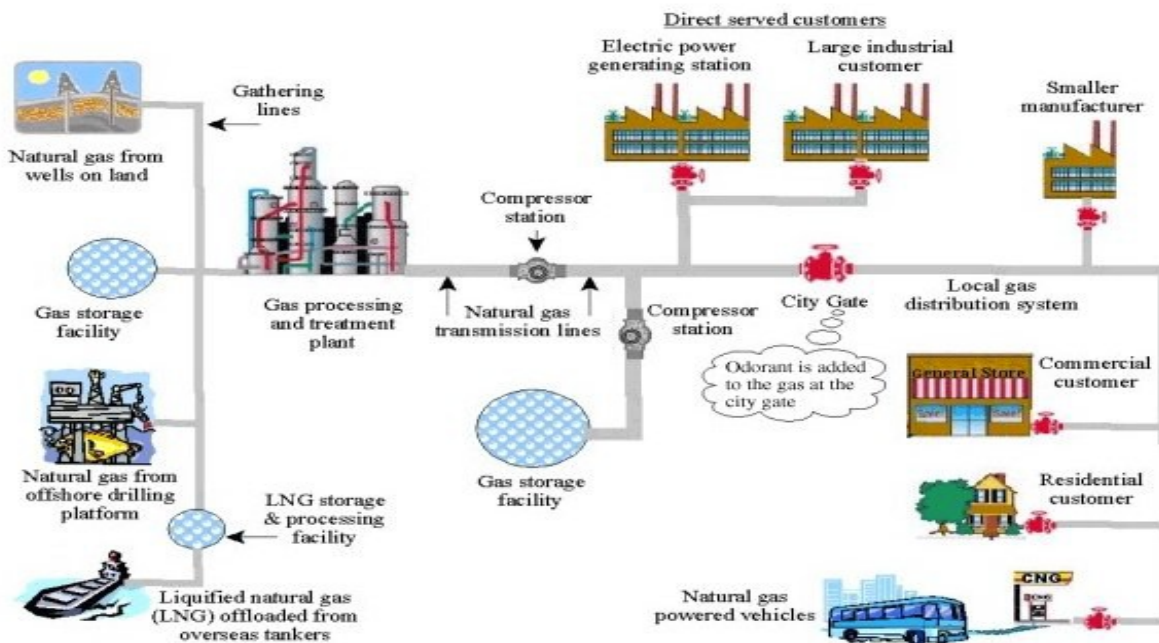 Direct served customers
Electric power
generating station
Large industrial
customer
Smaller
manufacturer
Gathering
lines
Natural gas from
wells on land
Compressor
station
Gas storage
facility
Gas processing
and treatment
plant
Natural gas
transmission lines
Compressor
station
City Gate
Local gas
distribution system
Odorant is added
to the gas at the
city gate
General Store
Sale!
Sale!
Commercial
customer
Natural gas from
offshore drilling
platform
Gas storage
facility
LNG storage
& processing
facility
Residential
customer
Liquified natural gas
(LNG) offloaded from
overseas tankers
Natural gas
powered vehicles
CNG
CNG